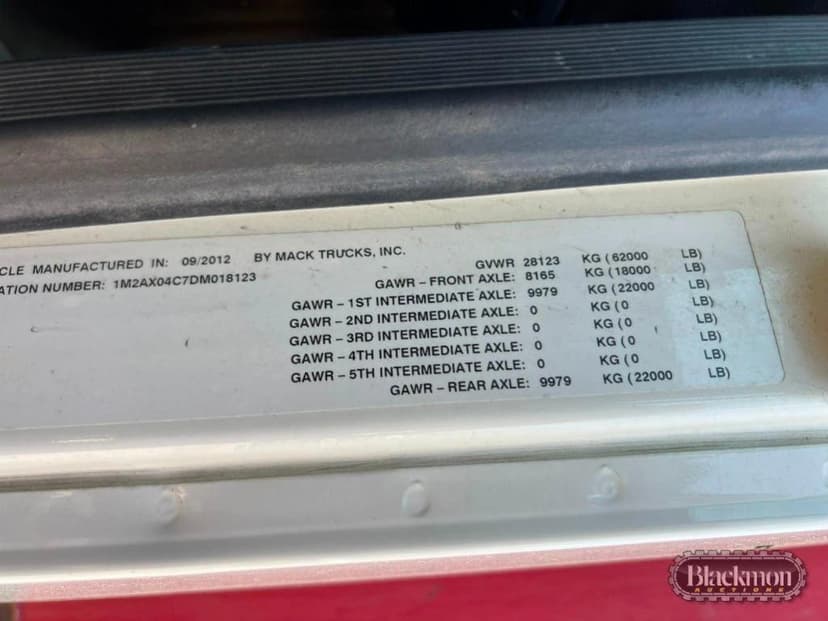 CLE MANUFACTURED IN: 09/2012 BY MACK TRUCKS, INC.
ATION NUMBER: 1M2AX04C7DM018123
GVWR 28123 KG ( 62000 LB)
GAWR – FRONT AXLE: 8165 KG ( 18000 LB)
GAWR – 1ST INTERMEDIATE AXLE: 9979 KG ( 22000 LB)
GAWR – 2ND INTERMEDIATE AXLE: 0 KG ( 0 LB)
GAWR – 3RD INTERMEDIATE AXLE: 0 KG ( 0 LB)
GAWR – 4TH INTERMEDIATE AXLE: 0 KG ( 0 LB)
GAWR – 5TH INTERMEDIATE AXLE: 0 KG ( 0 LB)
GAWR – REAR AXLE: 9979 KG ( 22000 LB)
Blackmon
AUCTIONS